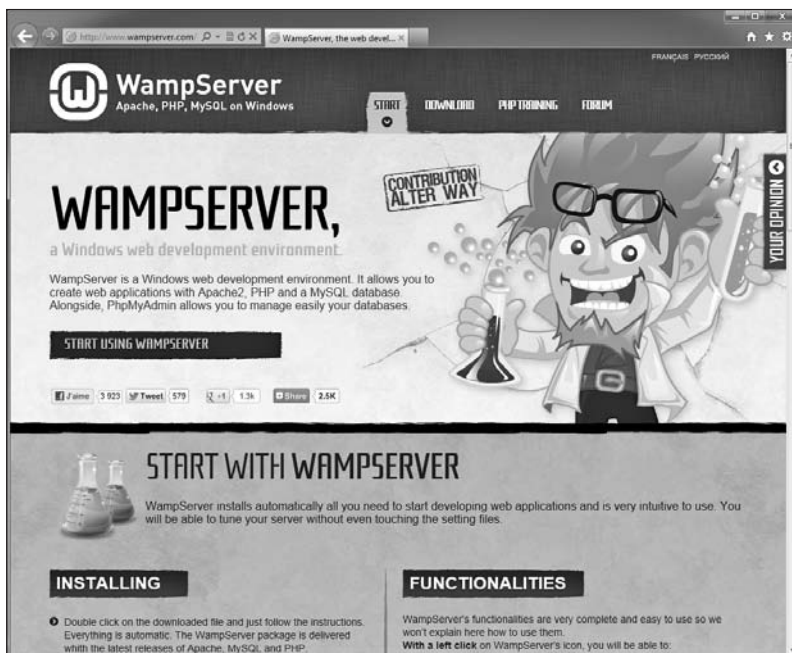 http://www.wampserver.com/
WampServer, the web devel...
FRANÇAIS РУССКИЙ
WampServer
Apache, PHP, MySQL on Windows
START
DOWNLOAD
PHP TRAINING
FORUM
CONTRIBUTION
ALTER WAY
YOUR OPINION
WAMPSERVER,
a Windows web development environment.
WampServer is a Windows web development environment. It allows you to
create web applications with Apache2, PHP and a MySQL database.
Alongside, PhpMyAdmin allows you to manage easily your databases.
START USING WAMPSERVER
J'aime 3 923 Tweet 579 +1 1.3k Share 2.5K
START WITH WAMPSERVER
WampServer installs automatically all you need to start developing web applications and is very intuitive to use. You
will be able to tune your server without even touching the setting files.
INSTALLING
Double click on the downloaded file and just follow the instructions.
Everything is automatic. The WampServer package is delivered
whith the latest releases of Apache, MySQL and PHP.
FUNCTIONALITIES
WampServer's functionalities are very complete and easy to use so we
won't explain here how to use them.
With a left click on WampServer's icon, you will be able to: